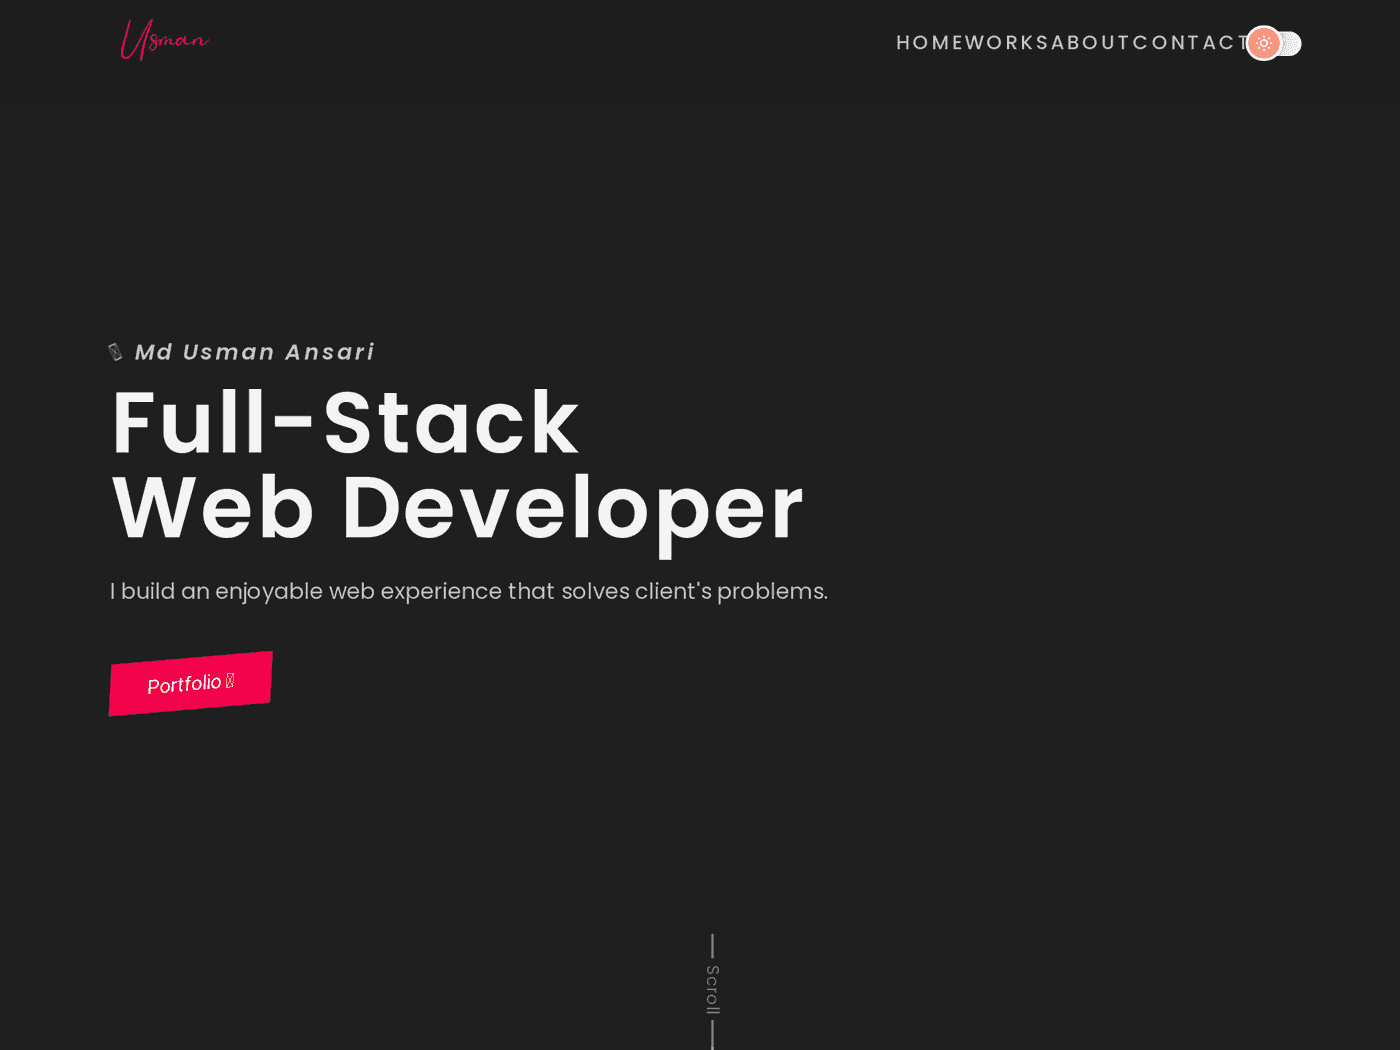 Usman
HOMEWORKSABOUTCONTACT
Md Usman Ansari
Full-Stack
Web Developer
I build an enjoyable web experience that solves client's problems.
Portfolio
Scroll